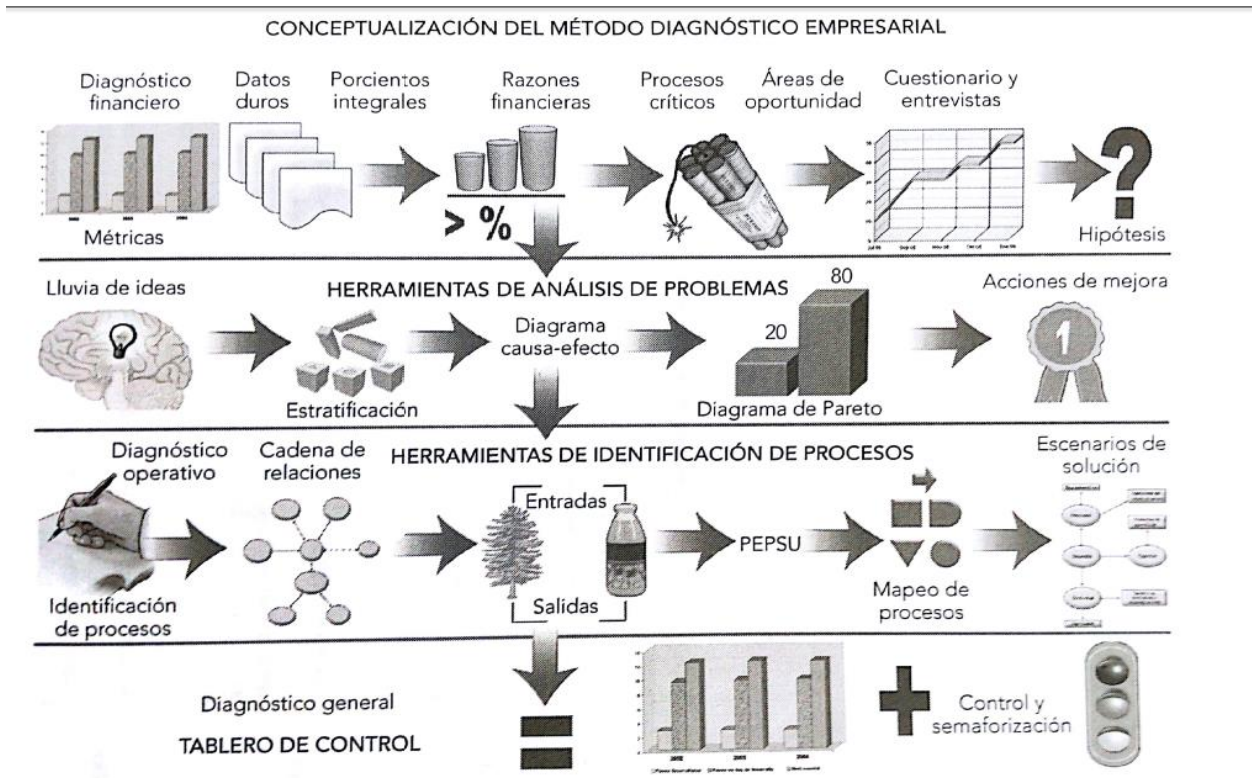 CONCEPTUALIZACIÓN DEL MÉTODO DIAGNÓSTICO EMPRESARIAL
Diagnóstico
financiero
Datos
duros
Porcientos
integrales
Razones
financieras
Procesos
críticos
Áreas de
oportunidad
Cuestionario y
entrevistas
> %
Métricas
Hipótesis
Lluvia de ideas
HERRAMIENTAS DE ANÁLISIS DE PROBLEMAS
Acciones de mejora
Estratificación
Diagrama
causa-efecto
20
80
Diagrama de Pareto
1
Diagnóstico
operativo
Cadena de
relaciones
HERRAMIENTAS DE IDENTIFICACIÓN DE PROCESOS
Escenarios de
solución
Entradas
Salidas
PEPSU
Identificación
de procesos
Mapeo de
procesos
Diagnóstico general
TABLERO DE CONTROL
2002 2003 2004
Control y
semaforización